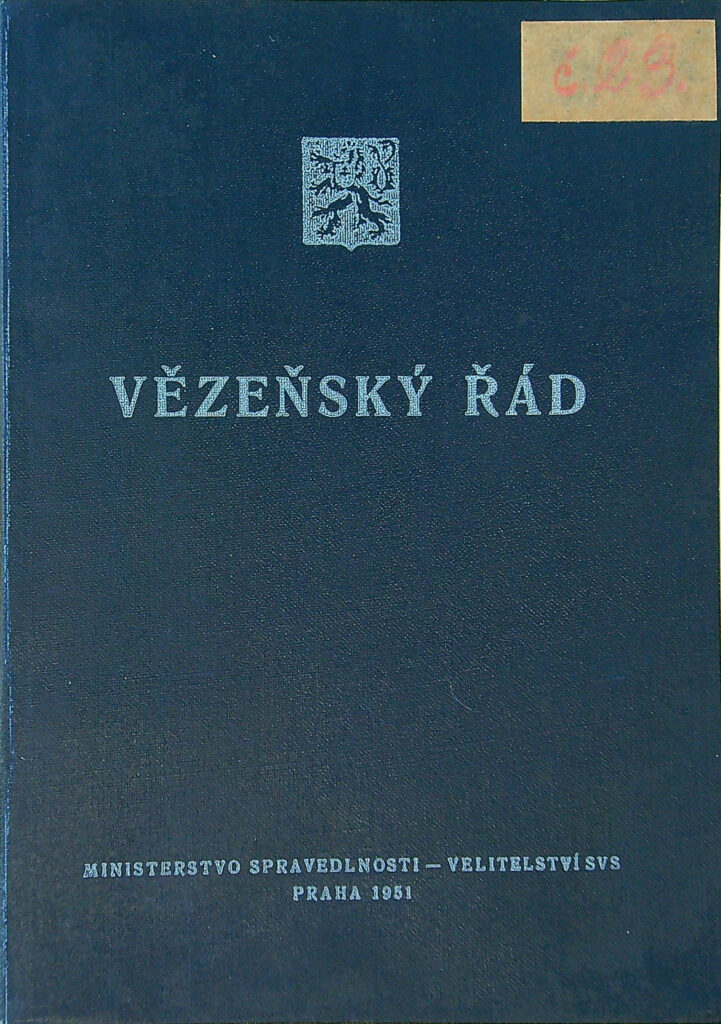 č. 23.
VĚZEŇSKÝ ŘÁD
MINISTERSTVO SPRAVEDLNOSTI — VELITELSTVÍ SVS
PRAHA 1951